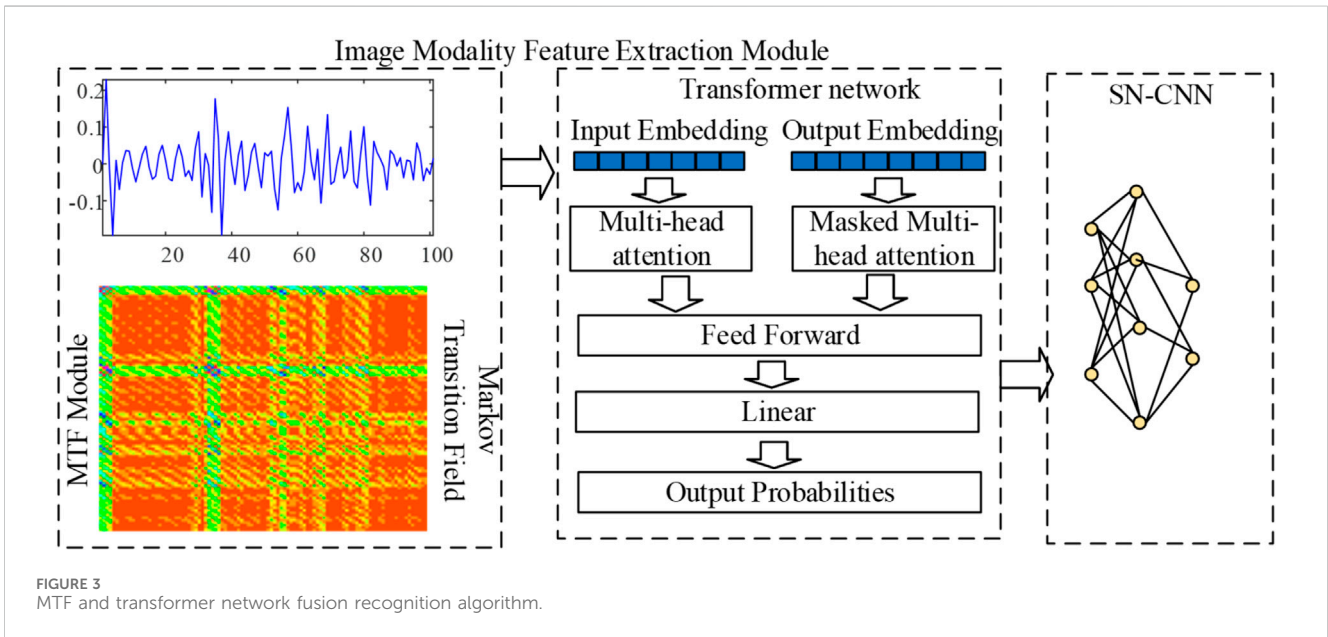 Image Modality Feature Extraction Module
0.2
0.1
0
-0.1
20 40 60 80 100
MTF Module
Markov
Transition Field
Transformer network
Input Embedding
Output Embedding
Multi-head
attention
Masked Multi-
head attention
Feed Forward
Linear
Output Probabilities
SN-CNN
FIGURE 3
MTF and transformer network fusion recognition algorithm.